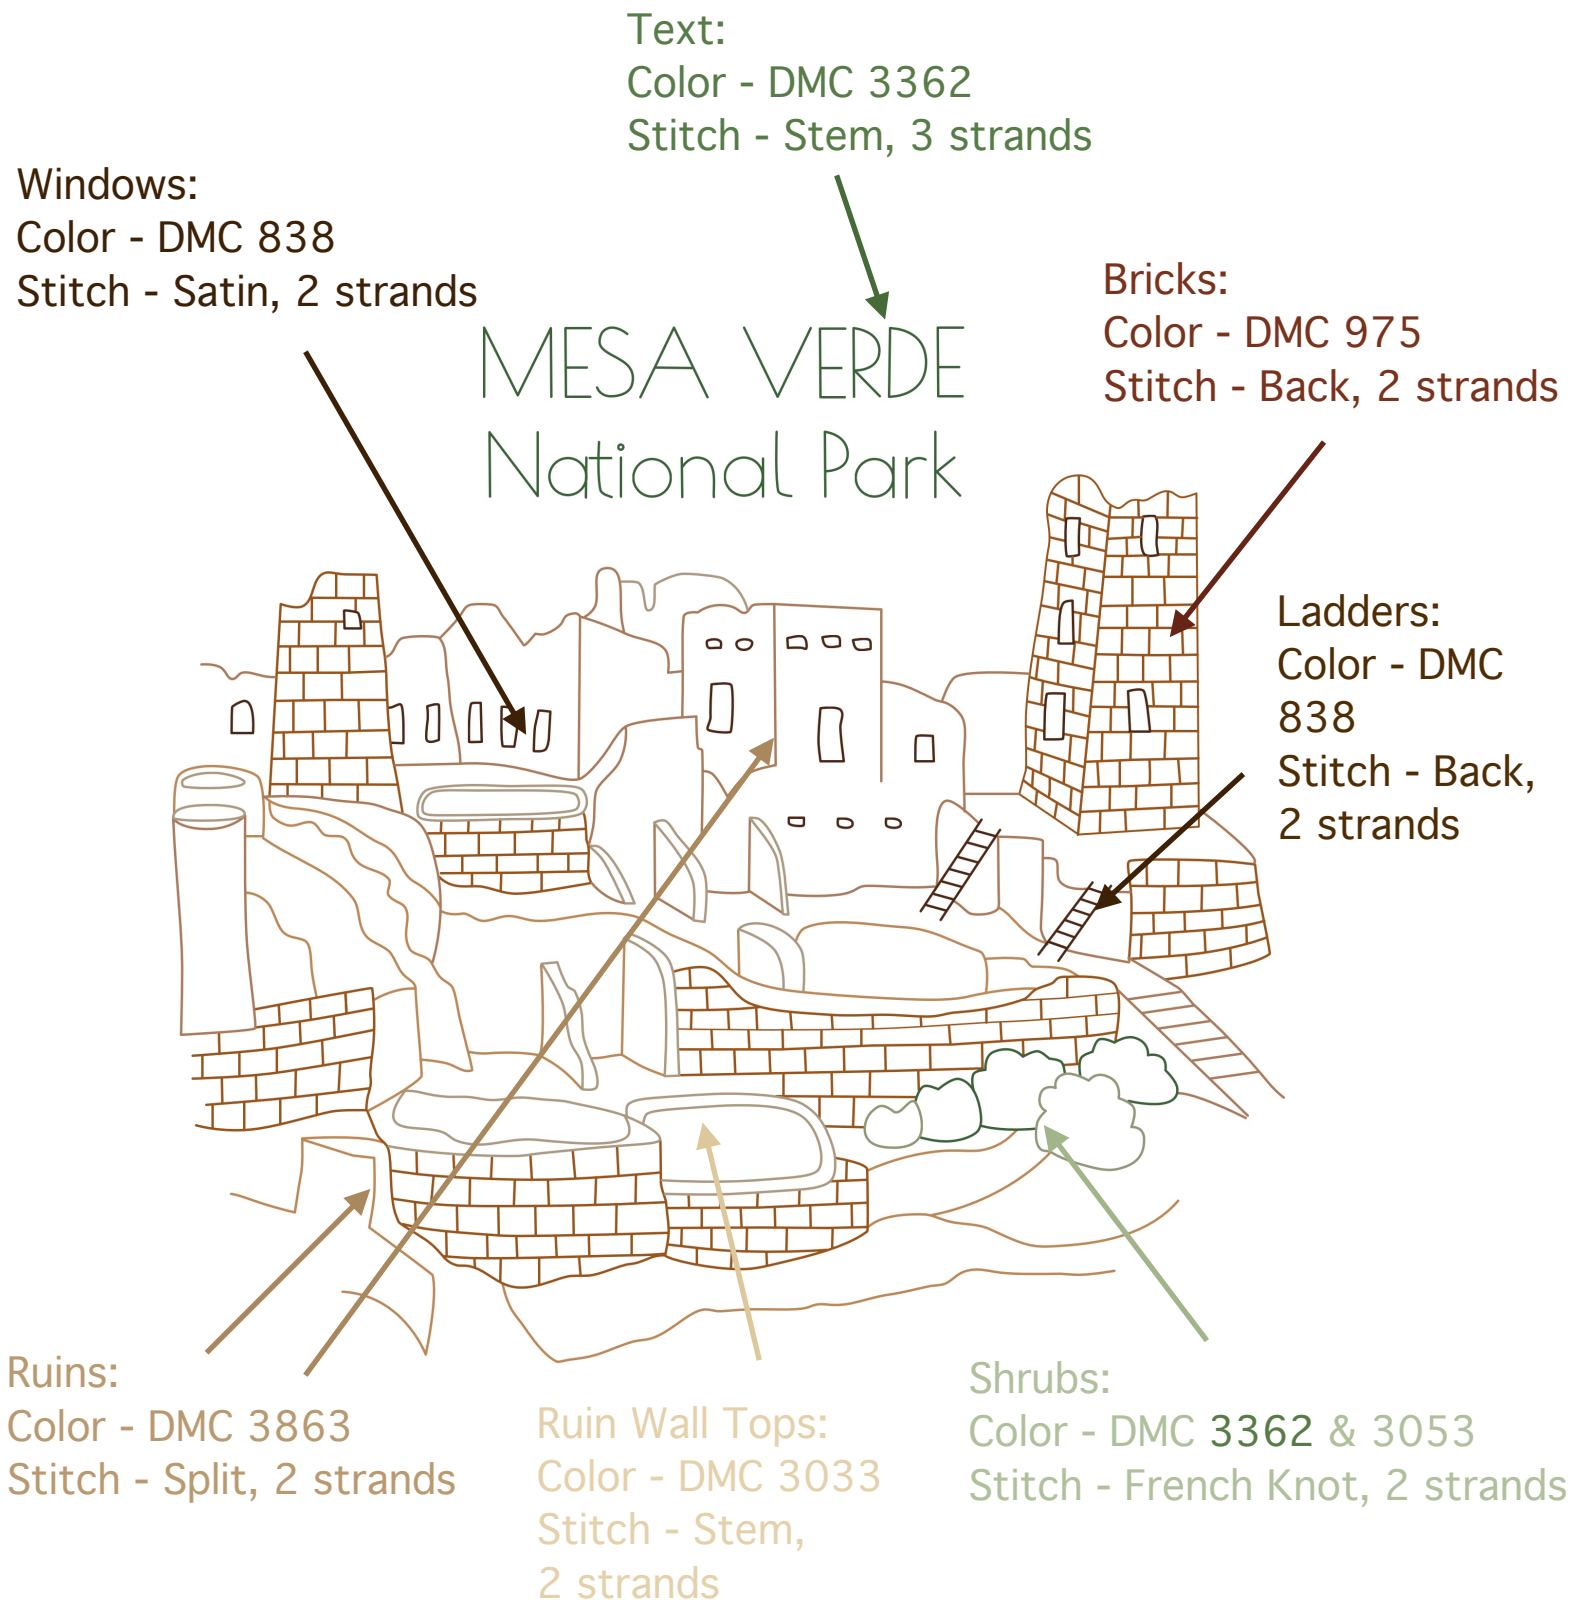 Text:
Color - DMC 3362
Stitch - Stem, 3 strands
Windows:
Color - DMC 838
Stitch - Satin, 2 strands
Bricks:
Color - DMC 975
Stitch - Back, 2 strands
MESA VERDE
National Park
Ladders:
Color - DMC
838
Stitch - Back,
2 strands
Ruins:
Color - DMC 3863
Stitch - Split, 2 strands
Ruin Wall Tops:
Color - DMC 3033
Stitch - Stem,
2 strands
Shrubs:
Color - DMC 3362 & 3053
Stitch - French Knot, 2 strands